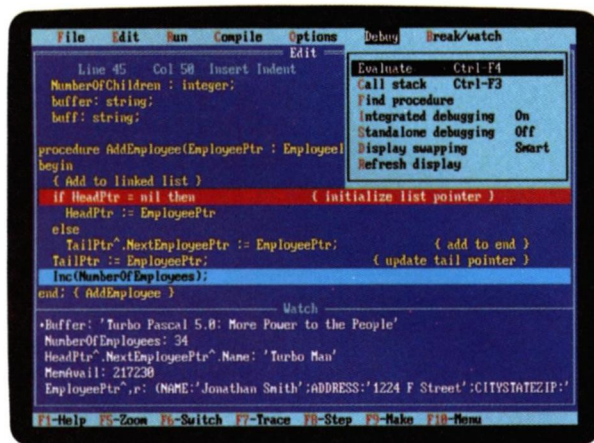 File Edit Run Compile Options Debug Break/watch
Edit
Line 45 Col 50 Insert Indent
NumberOfChildren : integer;
buffer: string;
buff: string;
procedure AddEmployee(EmployeePtr : Employeel
begin
{ Add to linked list }
if HeadPtr = nil then { initialize list pointer }
HeadPtr := EmployeePtr
else
TailPtr^.NextEmployeePtr := EmployeePtr; { add to end }
TailPtr := EmployeePtr; { update tail pointer }
Inc(NumberOfEmployees);
end; { AddEmployee }
Evaluate Ctrl-F4
Call stack Ctrl-F3
Find procedure
Integrated debugging On
Standalone debugging Off
Display swapping Smart
Refresh display
Watch
•Buffer: 'Turbo Pascal 5.0: More Power to the People'
NumberOfEmployees: 34
HeadPtr^.NextEmployeePtr^.Name: 'Turbo Man'
MemAvail: 217230
EmployeePtr^,r: (NAME:'Jonathan Smith';ADDRESS:'1224 F Street';CITYSTATEZIP:'
F1-Help F5-Zoom F6-Switch F7-Trace F8-Step F9-Make F10-Menu